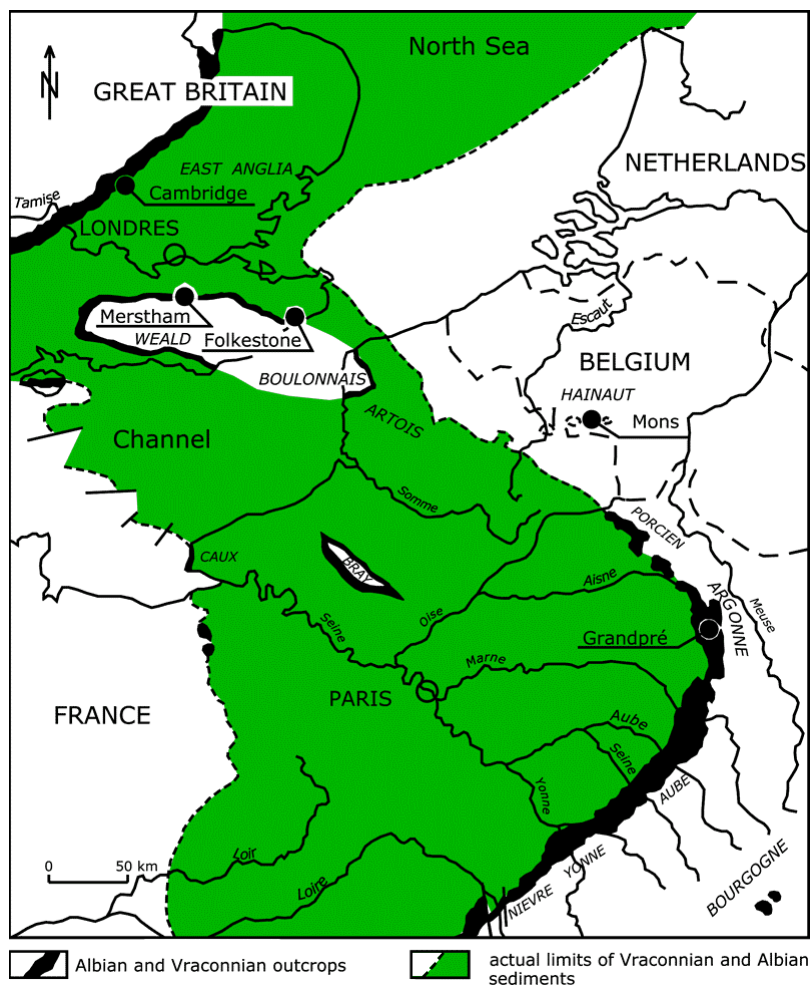 North Sea
N
GREAT BRITAIN
EAST ANGLIA
NETHERLANDS
Tamise
Cambridge
LONDRES
Merstham
WEALD
Folkestone
Escaut
BELGIUM
BOULONNAIS
HAINAUT
ARTOIS
Mons
Channel
Somme
PORCIEN
CAUX
BRAY
Aisne
ARGONNE
Meuse
Seine
Oise
Grandpré
Marne
PARIS
FRANCE
Aube
Seine
Yonne
AUBE
0 50 km
Loir
Loire
YONNE
NIEVRE
BOURGOGNE
Albian and Vraconnian outcrops
actual limits of Vraconnian and Albian
sediments